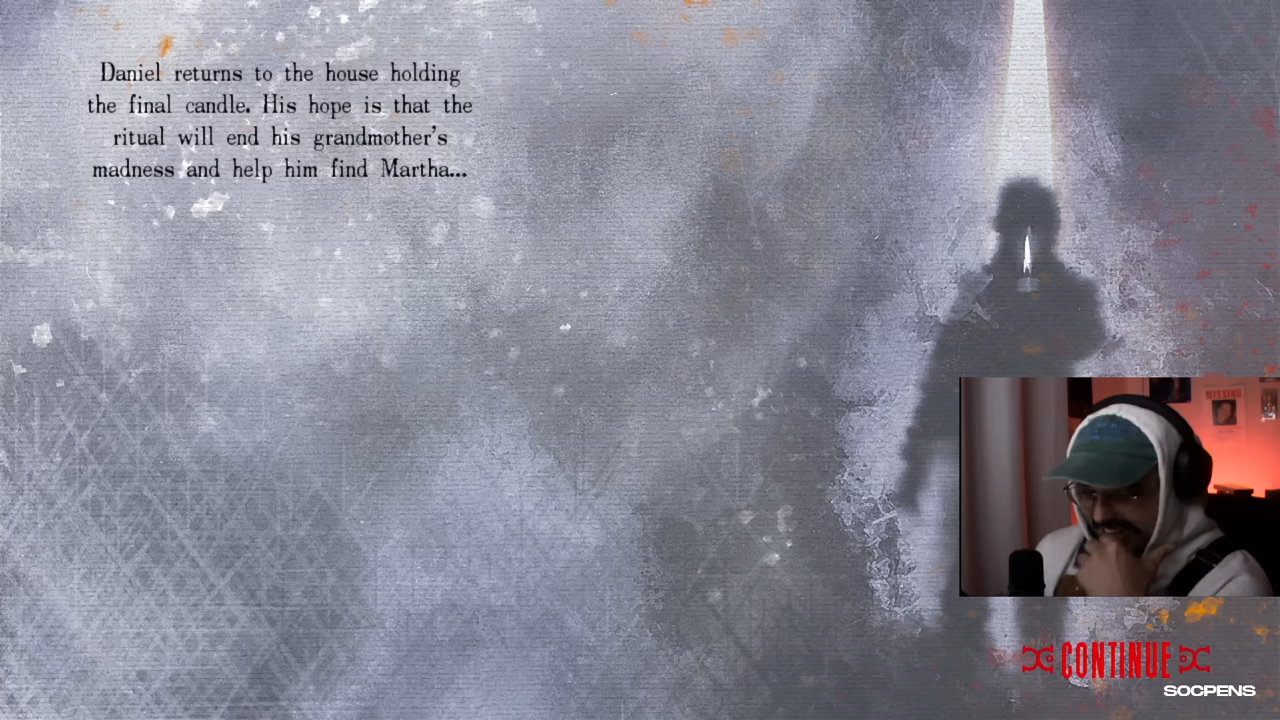 Daniel returns to the house holding
the final candle. His hope is that the
ritual will end his grandmother's
madness and help him find Martha...
MISSING
CONTINUE
SOCPENS